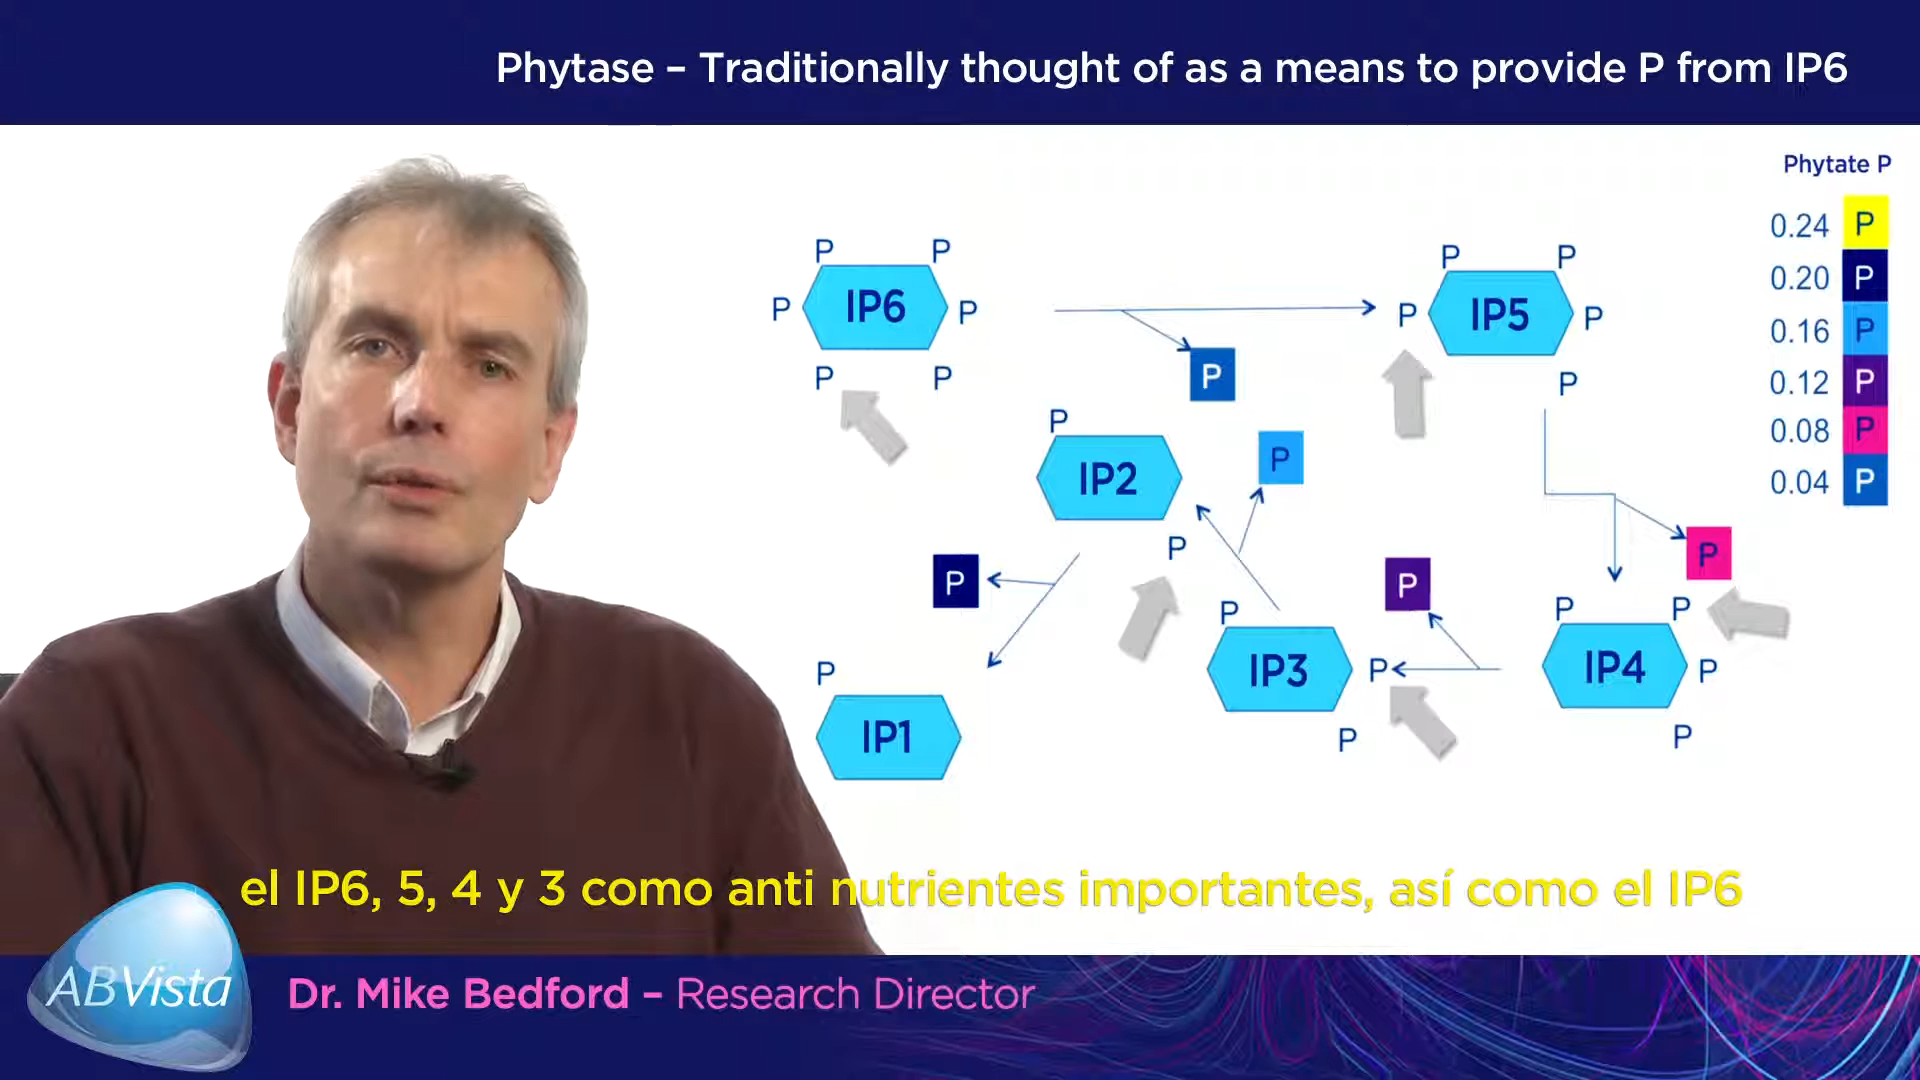 Phytase – Traditionally thought of as a means to provide P from IP6
Phytate P
0.24 P
0.20 P
0.16 P
0.12 P
0.08 P
0.04 P
P P
P IP6 P
P P
P
P P
P IP5 P
P
P
IP2
P
P
P
P
P
P P
P
IP3 P
P
P
IP4 P
P
P
IP1
el IP6, 5, 4 y 3 como anti nutrientes importantes, así como el IP6
ABVista
Dr. Mike Bedford – Research Director